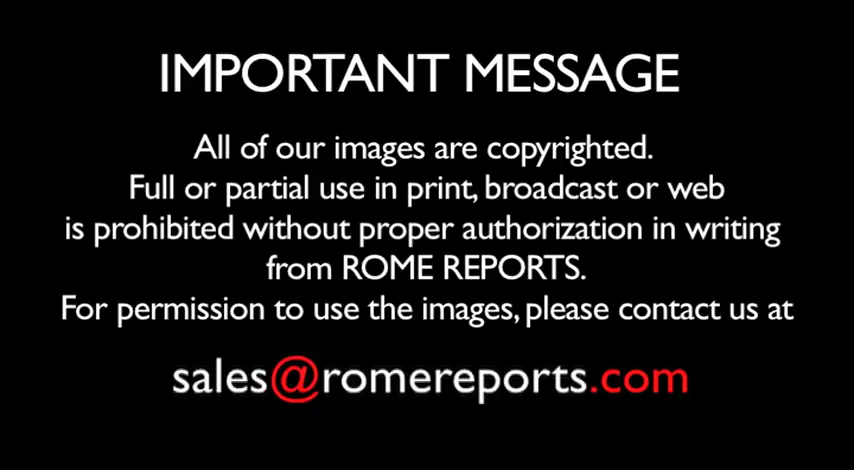 IMPORTANT MESSAGE
All of our images are copyrighted.
Full or partial use in print, broadcast or web
is prohibited without proper authorization in writing
from ROME REPORTS.
For permission to use the images, please contact us at
sales@romereports.com